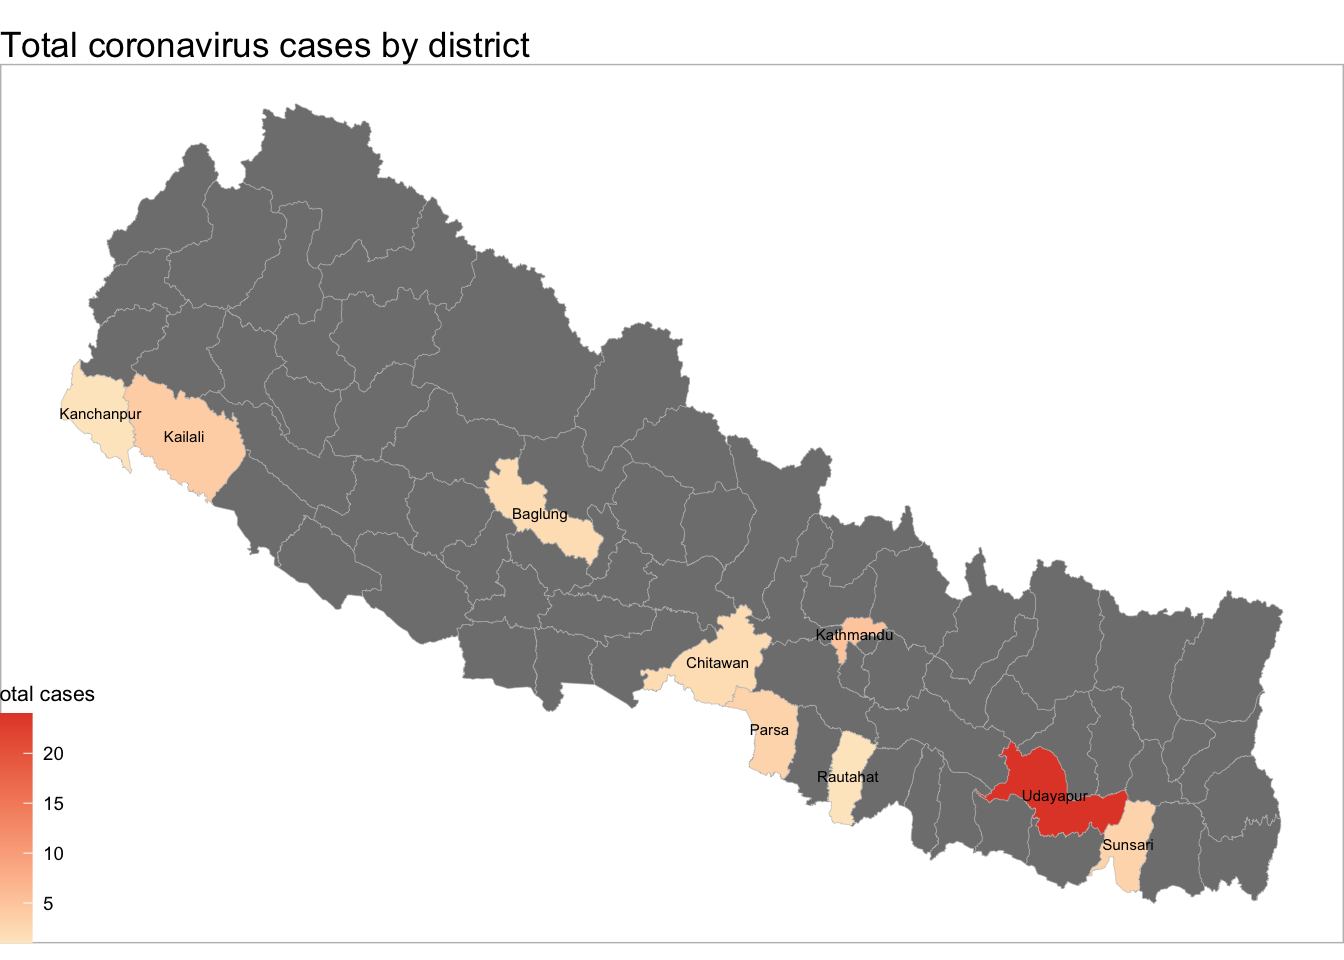 Total coronavirus cases by district
Kanchanpur
Kailali
Baglung
Kathmandu
Chitawan
Parsa
Rautahat
Udayapur
Sunsari
otal cases
20
15
10
5